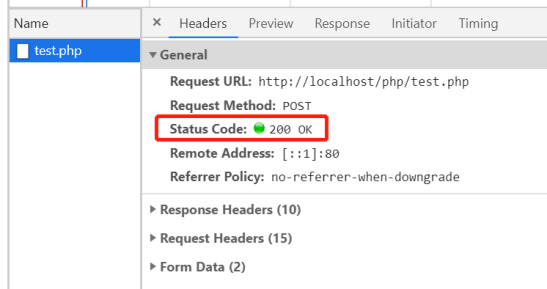 Name
test.php
× Headers Preview Response Initiator Timing
▼ General
Request URL: http://localhost/php/test.php
Request Method: POST
Status Code: 200 OK
Remote Address: [::1]:80
Referrer Policy: no-referrer-when-downgrade
▶ Response Headers (10)
▶ Request Headers (15)
▶ Form Data (2)